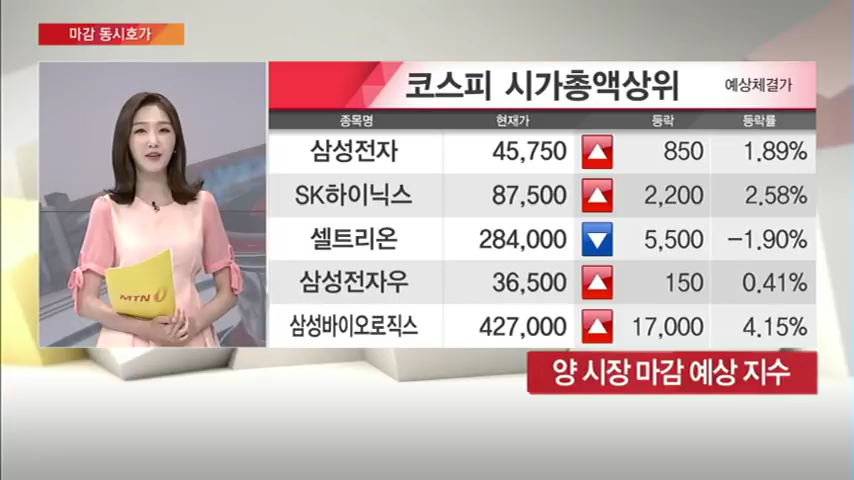 마감 동시호가
코스피 시가총액상위 예상체결가
종목명 현재가 등락 등락률
삼성전자 45,750 850 1.89%
SK하이닉스 87,500 2,200 2.58%
셀트리온 284,000 5,500 -1.90%
삼성전자우 36,500 150 0.41%
삼성바이오로직스 427,000 17,000 4.15%
MTN
양 시장 마감 예상 지수